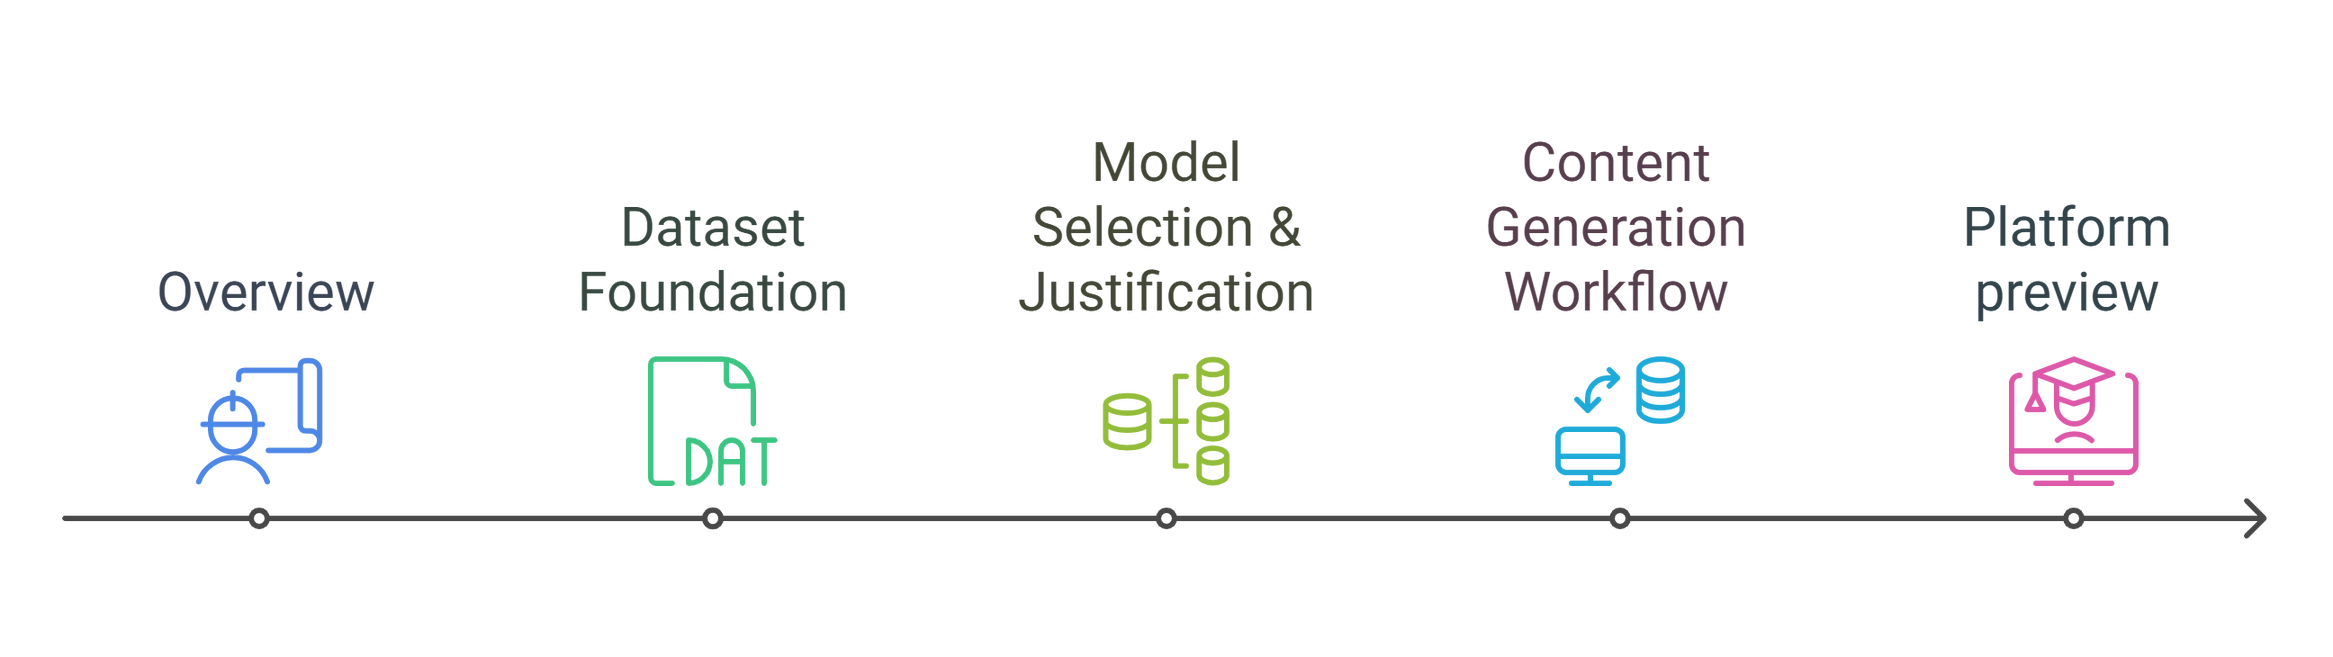 Overview
Dataset
Foundation
Model
Selection &
Justification
Content
Generation
Workflow
Platform
preview
DAT